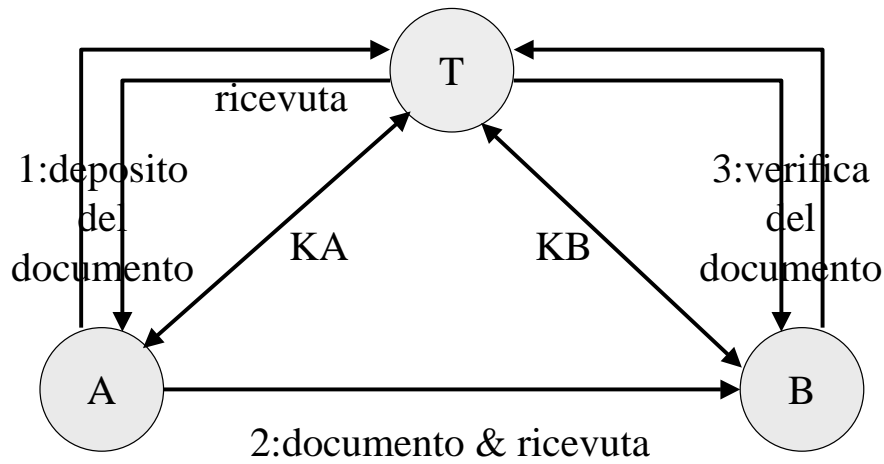 T
ricevuta
1:deposito
del
documento
3:verifica
del
documento
KA
KB
A
B
2:documento & ricevuta